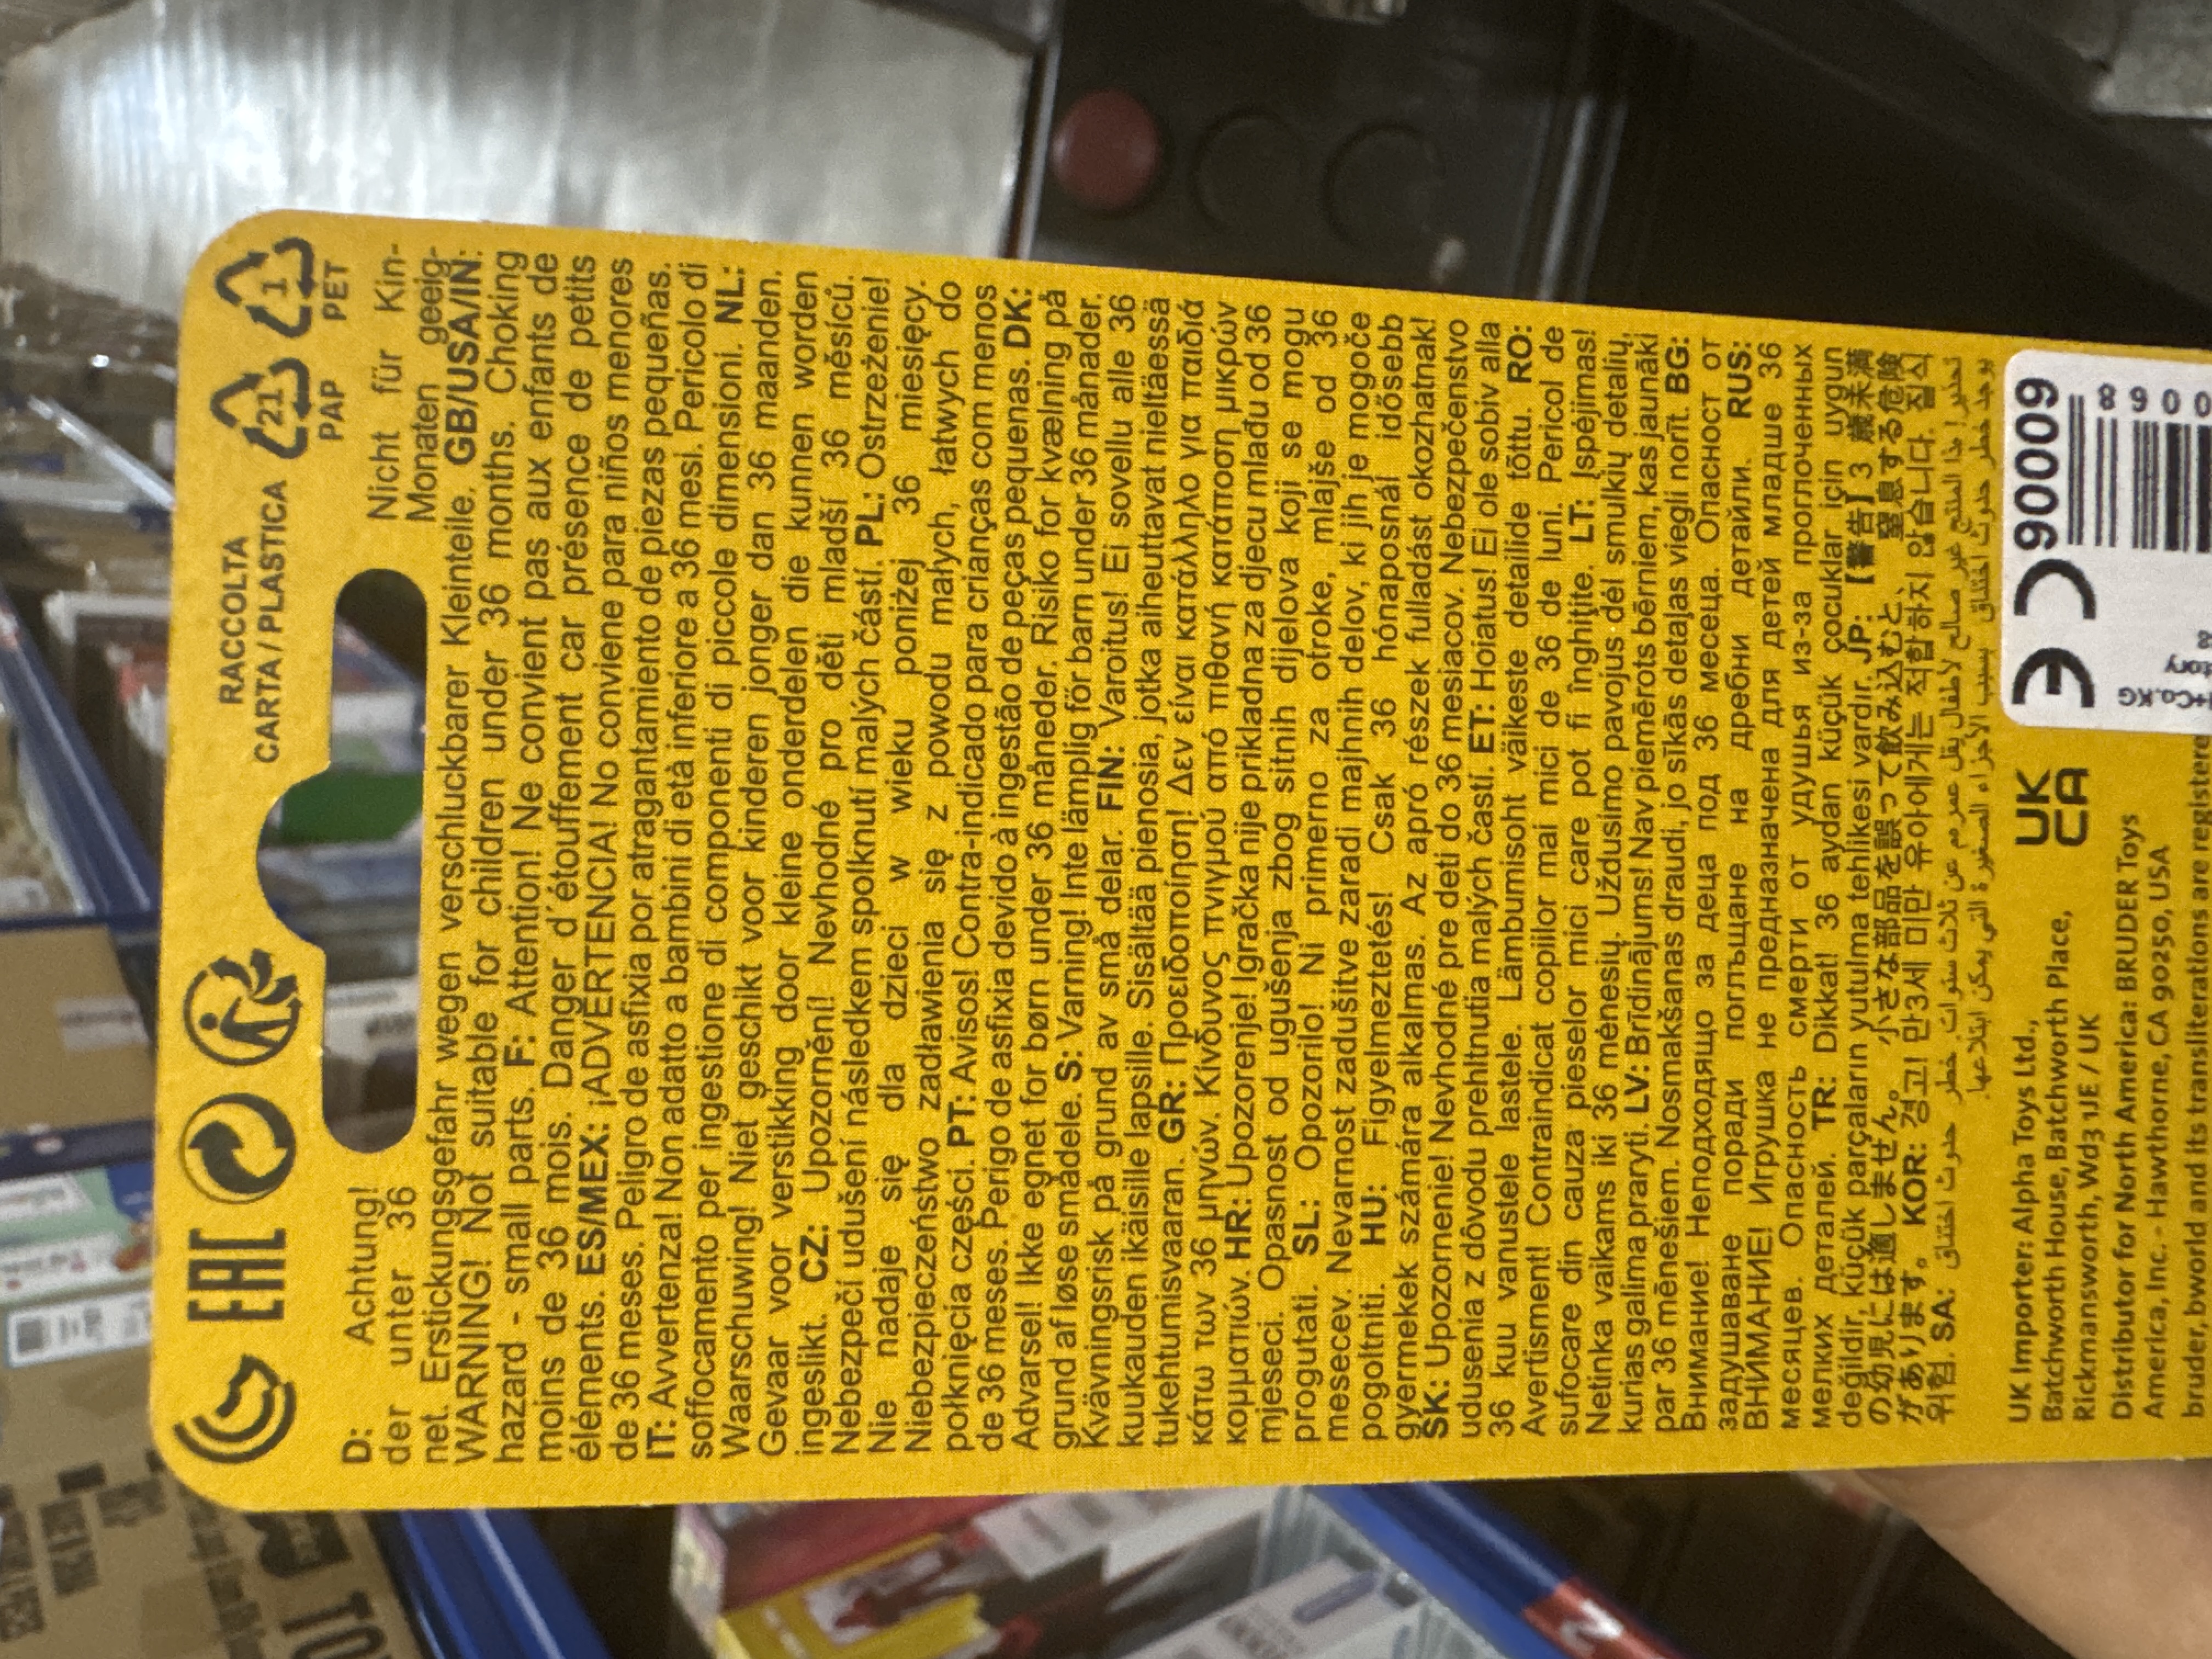 EAC
RACCOLTA
CARTA / PLASTICA
21
PAP
1
PET
D: Achtung! Nicht für Kin-
der unter 36 Monaten geeig-
net. Erstickungsgefahr wegen verschluckbarer Kleinteile. GB/USA/IN:
WARNING! Not suitable for children under 36 months. Choking
hazard - small parts. F: Attention! Ne convient pas aux enfants de
moins de 36 mois. Danger d´étouffement car présence de petits
éléments. ES/MEX: ¡ADVERTENCIA! No conviene para niños menores
de 36 meses. Peligro de asfixia por atragantamiento de piezas pequeñas.
IT: Avvertenza! Non adatto a bambini di età inferiore a 36 mesi. Pericolo di
soffocamento per ingestione di componenti di piccole dimensioni. NL:
Waarschuwing! Niet geschikt voor kinderen jonger dan 36 maanden.
Gevaar voor verstikking door kleine onderdelen die kunnen worden
ingeslikt. CZ: Upozornění! Nevhodné pro děti mladší 36 měsíců.
Nebezpečí udušení následkem spolknutí malých částí. PL: Ostrzeżenie!
Nie nadaje się dla dzieci w wieku poniżej 36 miesięcy.
Niebezpieczeństwo zadławienia się z powodu małych, łatwych do
połknięcia części. PT: Avisos! Contra-indicado para crianças com menos
de 36 meses. Perigo de asfixia devido à ingestão de peças pequenas. DK:
Advarsel! Ikke egnet for børn under 36 måneder. Risiko for kvælning på
grund af løse smådele. S: Varning! Inte lämplig för barn under 36 månader.
Kvävningsrisk på grund av små delar. FIN: Varoitus! Ei sovellu alle 36
kuukauden ikäisille lapsille. Sisältää pienosia, jotka aiheuttavat nieltäessä
tukehtumisvaaran. GR: Προειδοποίηση! Δεν είναι κατάλληλο για παιδιά
κάτω των 36 μηνών. Κίνδυνος πνιγμού από πιθανή κατάποση μικρών
κομματιών. HR: Upozorenje! Igračka nije prikladna za djecu mlađu od 36
mjeseci. Opasnost od ugušenja zbog sitnih dijelova koji se mogu
progutati. SL: Opozorilo! Ni primerno za otroke, mlajše od 36
mesecev. Nevarnost zadušitve zaradi majhnih delov, ki jih je mogoče
pogoltniti. HU: Figyelmeztetés! Csak 36 hónaposnál idősebb
gyermekek számára alkalmas. Az apró részek fulladást okozhatnak!
SK: Upozornenie! Nevhodné pre deti do 36 mesiacov. Nebezpečenstvo
udusenia z dôvodu prehltnutia malých častí. ET: Hoiatus! Ei ole sobiv alla
36 kuu vanustele lastele. Lämbumisoht väikeste detailide tõttu. RO:
Avertisment! Contraindicat copiilor mai mici de 36 de luni. Pericol de
sufocare din cauza pieselor mici care pot fi înghițite. LT: Įspėjimas!
Netinka vaikams iki 36 mėnesių. Uždusimo pavojus dėl smulkių detalių,
kurias galima praryti. LV: Brīdinājums! Nav piemērots bērniem, kas jaunāki
par 36 mēnešiem. Nosmakšanas draudi, jo sīkās detaļas viegli norīt. BG:
Внимание! Неподходящо за деца под 36 месеца. Опасност от
задушаване поради поглъщане на дребни детайли. RUS:
ВНИМАНИЕ! Игрушка не предназначена для детей младше 36
месяцев. Опасность смерти от удушья из-за проглоченных
мелких деталей. TR: Dikkat! 36 aydan küçük çocuklar için uygun
değildir, küçük parçaların yutulma tehlikesi vardır. JP: 【警告】3 歳未満
の幼児には適しません。 小さな部品を誤って飲み込むと、 窒息する危険
があります。 KOR: 경고! 만3세 미만 유아에게는 적합하지 않습니다. 질식
위험. SA:
UK Importer: Alpha Toys Ltd.,
Batchworth House, Batchworth Place,
Rickmansworth, Wd3 1JE / UK
UK
CA
Distributor for North American: BRUDER Toys
America, Inc. - Hawthorne, CA 90250, USA
CE
90009
+Co.KG
bruder, bworld and its transliterations are registere
2